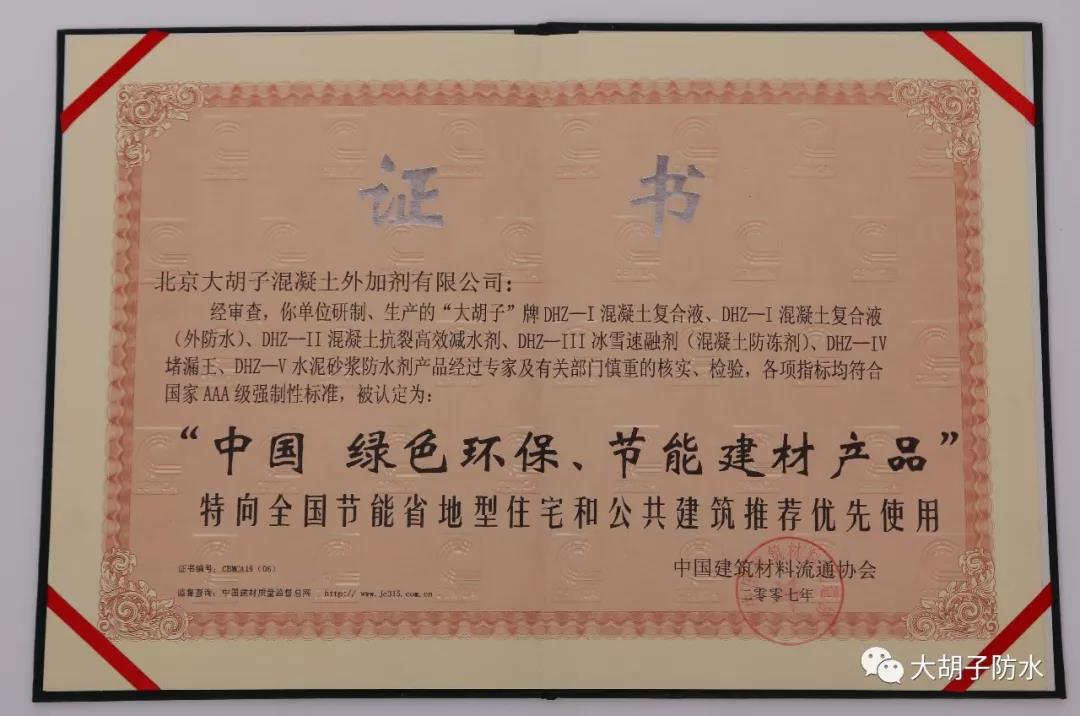 证 书
北京大胡子混凝土外加剂有限公司：
经审查，你单位研制、生产的“大胡子”牌DHZ—I混凝土复合液、DHZ—I混凝土复合液
（外防水）、DHZ—II混凝土抗裂高效减水剂、DHZ—III冰雪速融剂（混凝土防冻剂）、DHZ—IV
堵漏王、DHZ—V水泥砂浆防水剂产品经过专家及有关部门慎重的核实、检验，各项指标均符合
国家AAA级强制性标准，被认定为：
“中国 绿色环保、节能建材产品”
特向全国节能省地型住宅和公共建筑推荐优先使用
证书编号：CBMCA19（06）
中国建筑材料流通协会
监督查询：中国建材质量监督总网 http://www.jc315.com.cn
二零零七年
大胡子防水